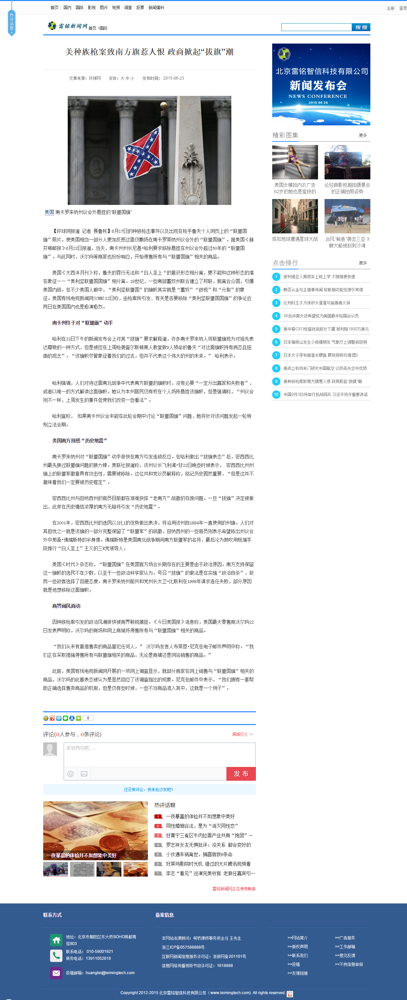 首页 国内 国际 影视 图片 视频 调查 投票 新闻爆料
注册 登录
热评话题
雷铭新闻网 首页 >国际
搜 搜
美种族枪案致南方旗惹人恨 政商掀起“拔旗”潮
文章来源：环球网 字体：大 中 小 发布时间： 2015-06-23
美国 南卡罗来纳州议会外悬挂的“联盟国旗”
【环球网报道 记者 聂鲁彬】6月17日的种族枪击事件以及出现在枪手鲁夫个人网页上的“联盟国
旗”照片，使美国相当一部分人更加反感这面仍飘扬在南卡罗莱纳州议会外的“联盟国旗”。据美国《赫
芬顿邮报》6月22日报道，当天，南卡州州长尼基•哈利要求移除悬挂在州议会外超过50年的“联盟国
旗”。与此同时，沃尔玛等商家也纷纷响应，开始停售所有与“联盟国旗”相关的商品。
美国《大西洋月刊》称，鲁夫的罪行无法和“白人至上“的意识形态相分离，更不能和这种形态的潜
在象征——“美利坚联盟国国旗”相分离。19世纪，一些南部蓄奴州联合建立了邦联，脱离合众国，引爆
美国内战。在不少美国人眼中，“美利坚联盟国”的旗帜其实就是“蓄奴”“歧视”和“分裂”的象
征。美国有线电视新闻网(CNN)22日称，由枪案所引发、有关是否要移除“美利坚联盟国国旗”的争论近
两日在美国国内也是愈演愈烈。
南卡州终于对“联盟旗”动手
哈利在22日下午的新闻发布会上对其“拔旗”要求解释道，许多南罗来纳人将联盟旗视为对祖先表
达尊敬的一种方式，但是被控在上周枪袭查尔斯顿黑人教堂致9人殒命的鲁夫“对这面旗帜持有病态且扭
曲的观念”。“该旗帜尽管象征着我们的过去，但并不代表这个伟大的州的未来。” 哈利表示。
哈利强调，人们对待这面南北战争中代表南方联盟的旗帜时，没有必要“一定分出赢家和失败者”，
或者以唯一的方式解读这面旗帜。她认为本州居民仍有权在个人场所悬挂该旗帜，但是强调称，“州议会
则不一样，上周发生的事件促使我们改变一些看法”。
哈利宣称， 如果南卡州议会未能在此轮会期中讨论“联盟国旗”问题，她将针对该问题发起一轮特
别立法会期。
美国南方预感“历史地震”
南卡罗来纳州对“联盟国旗”动手很快在南方引发连锁反应。在哈利做出“拔旗表态”后，密西西比
州最先接过联盟旗问题的接力棒。美联社报道称，该州议长飞利浦•甘22日晚些时候表示， 密西西比州州
旗上的联盟军徽章具有攻击性，需要被移除。这位共和党议员解释称，铭记历史固然重要，“但是这并不
意味着我们一定要被历史框定”。
密西西比州与田纳西州的官员目前都在艰难抉择“老南方”战徽的存废问题。一旦“拔旗”决定被做
出，此举在历史情结浓厚的南方无疑将引发“历史地震”。
在2001年，密西西比州的选民以2比1的优势做出表决，将沿用该州自1894年一直使用的州旗。人们对
其担忧之一就是该旗的一部分完整保留了“联盟军”的战徽。田纳西州的一些官员则表示希望移出州议会
外中那桑•佛瑞斯特的半身像。佛瑞斯特是美国南北战争期间南方联盟军的名将，最后沦为鼓吹用极端手
段推行“白人至上”主义的三K党领导人。
美国《时代》杂志称，“联盟国旗”在美国官方场合长期存在的主要是由于政治原因。南方支持保留
这一旗帜的选民不在少数，以至于一些政治科学家认为，号召“拔旗”的做法是在实施“政治自杀”，故
而一些政客选择了回避态度。南卡罗来纳州前共和党州长大卫•比斯利在1998年谋求连任失败，部分原因
就是他想移除这面旗帜。
商界闻风而动
因种族枪案引发的政治风潮很快被商界敏锐捕捉。《今日美国报》消息称，美国最大零售商沃尔玛22
日发表声明称，沃尔玛的商场和网上商城将停售所有与“联盟国旗”相关的商品。
“我们从未有意借售卖的商品冒犯任何人，” 沃尔玛发言人布莱恩•尼克在电子邮件声明中称：“我
们正在采取措施停售所有与联盟旗相关的商品，无论是商铺还是网站销售的商品。”
此前，美国有线电视新闻网开展的一项网上调查显示，就部分商家在网上销售与“联盟国旗”相关的
商品，沃尔玛的此番表态被认为是显然回应了该调查指出的现象。尼克在邮件中表示，“我们拥有一套帮
助正确选择售卖商品的机制，但是仍有些时候，一些不当商品混入其中，这就是一个例子”。
0
评论(0人参与，0条评论) 满城灯火
来说两句吧...
发 布
还没有评论，快来抢沙发吧！
一夜暴富的体验并不如想象中美好
热评话题
1 一夜暴富的体验并不如想象中美好
2 同性婚姻合法，是为“消灭同性恋”
3 甘青宁三省区牛肉拉面产业共商“抱团”…
4 罗志祥女友无惧批评：没关系 都会变好的
5 小伙遇车祸离世，捐器官救8条命
6 好莱坞影院时光机 错过的大片腾讯视频看
7 李志“看见”巡演完美收官 老狼任嘉宾引…
雷铭新闻网正在使用畅言
北京雷铭智信科技有限公司
新闻发布会
NEWS CONFERENCE
2015·06·26
精彩图集 更多
美国女模拍内衣广告
62岁的她也是蛮拼的
论经典影视剧拍摄景点
的正确拍照姿势
假如地球遭遇星球大战
台风“鲸鱼”袭击三亚 3
艘大船被刮到沙滩
点击排行 更多
1 玻利维亚人乘缆车上班上学 不拥堵更快速
2 韩否认金与正婚事传闻 称联姻可能性微乎其微
3 比利时王子为保护大猩猩与偷猎者火拼
4 90后华裔女孩有望成为美国最年轻国会议员
5 美华裔CEO性骚扰诋毁女下属 被判赔1800万美元
6 日本箱根山发生小规模喷发 气象厅上调警戒级别
7 日本女子穿和服潜水喂鱼 展现别样风情(图)
8 美成立机构专门研究中国航空 以防丢失空中优势
9 美种族枪案致南方旗惹人恨 政商掀起“拔旗”潮
10 中国9月3日将举行抗战阅兵 习近平将作重要讲话
联系方式
地址：北京市朝阳区东大桥SOHO尚都南
塔803
联系电话： 010-59001921
商务电话：13911052818
投稿邮箱：huanglei@leimingtech.com
备案信息
本网站法律顾问：柯桥律师事务所主任 王先生
浙江ICP备057588888号
互联网新闻信息服务许可证：浙新网备201101号
信息网络传播视听节目许可证：1618888
>>网站简介 >>广告服务
>>版权声明 >>工作邮箱
>>联系我们 >>意见反馈
>>投稿 >>不良信息举报
>>友情链接
Copyright 2012-2015 北京雷铭智信科技有限公司（www.leimingtech.com). All rights reserved.